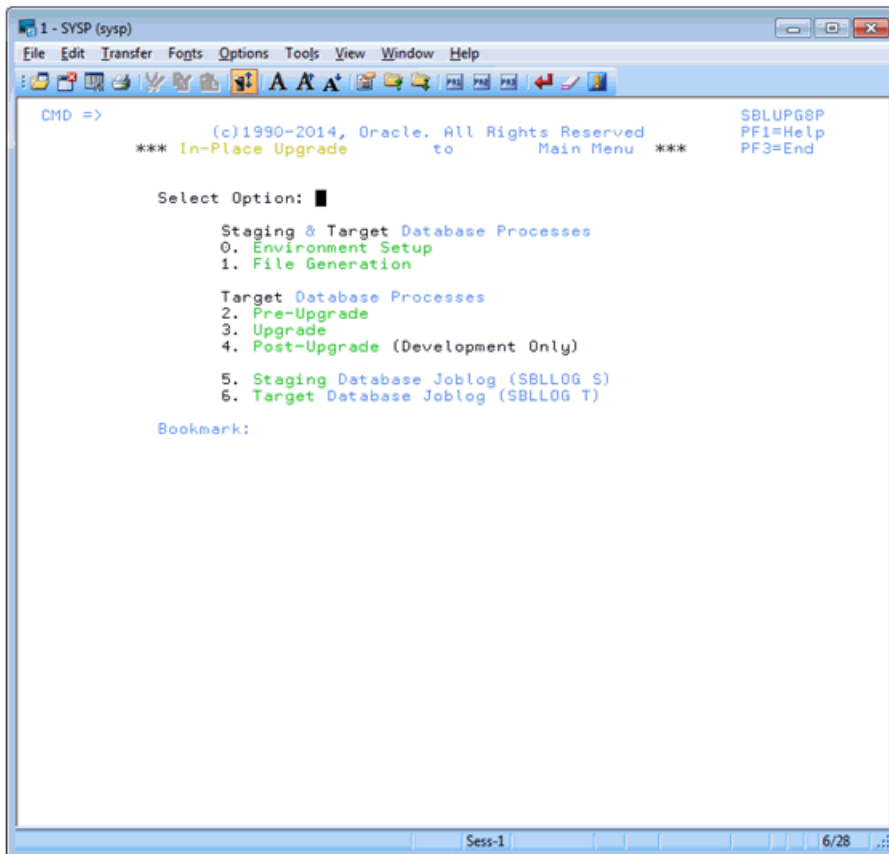 1 - SYSP (sysp)
File Edit Transfer Fonts Options Tools View Window Help
PA1 PA2 PA3
CMD => SBLUPG8P
(c)1990-2014, Oracle. All Rights Reserved PF1=Help
*** In-Place Upgrade to Main Menu *** PF3=End
Select Option:
Staging & Target Database Processes
0. Environment Setup
1. File Generation
Target Database Processes
2. Pre-Upgrade
3. Upgrade
4. Post-Upgrade (Development Only)
5. Staging Database Joblog (SBLLOG S)
6. Target Database Joblog (SBLLOG T)
Bookmark:
Sess-1 6/28